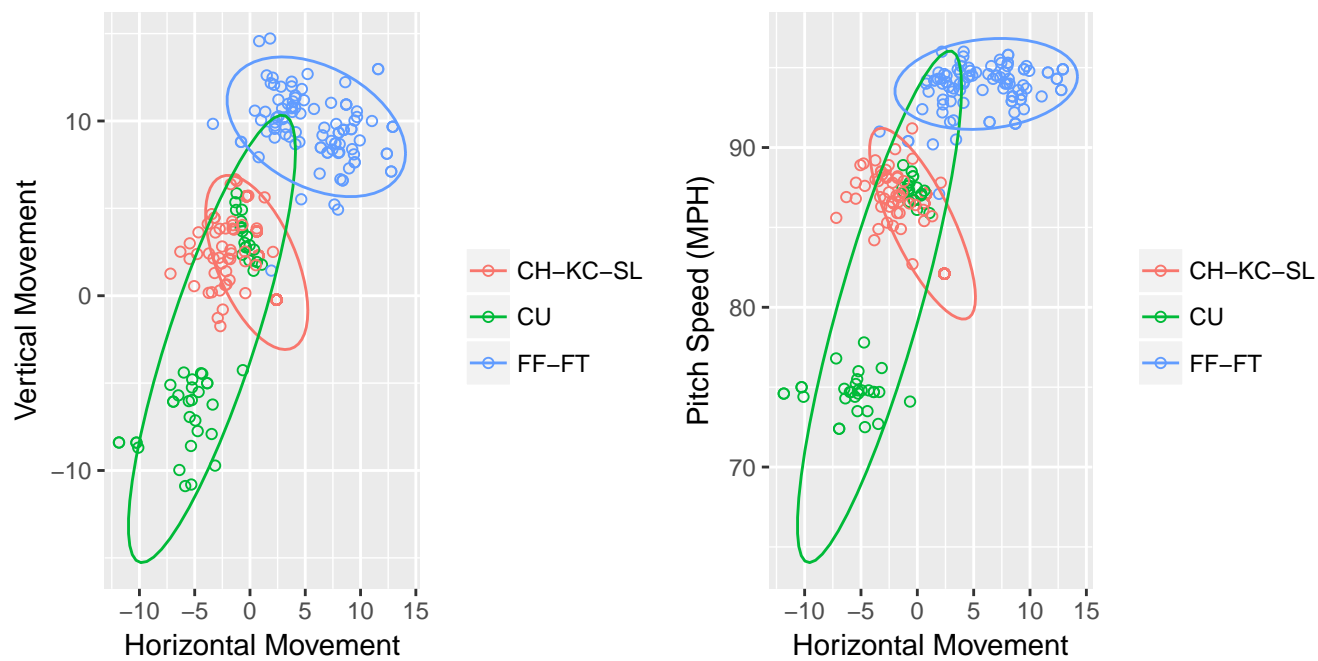 Vertical Movement
10
0
−10
−10 −5 0 5 10 15
Horizontal Movement
CH−KC−SL
CU
FF−FT
Pitch Speed (MPH)
90
80
70
−10 −5 0 5 10 15
Horizontal Movement
CH−KC−SL
CU
FF−FT